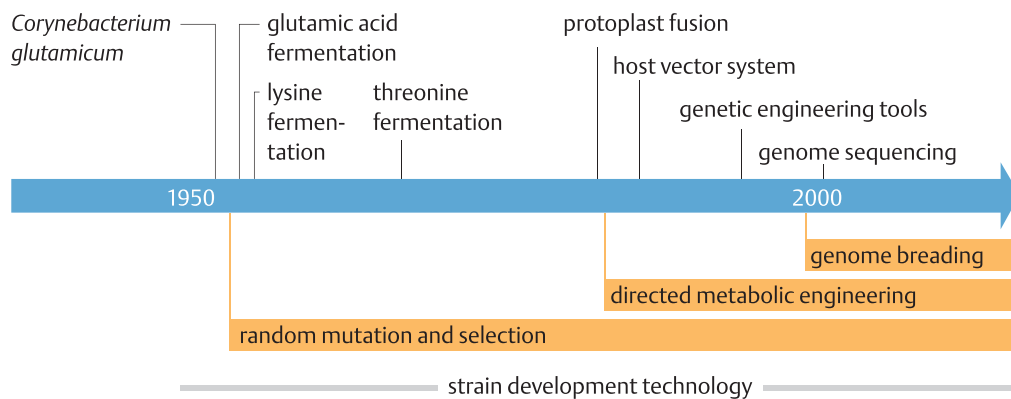 Corynebacterium
glutamicum
glutamic acid
fermentation
lysine
fermen-
tation
threonine
fermentation
protoplast fusion
host vector system
genetic engineering tools
genome sequencing
1950
2000
genome breading
directed metabolic engineering
random mutation and selection
strain development technology